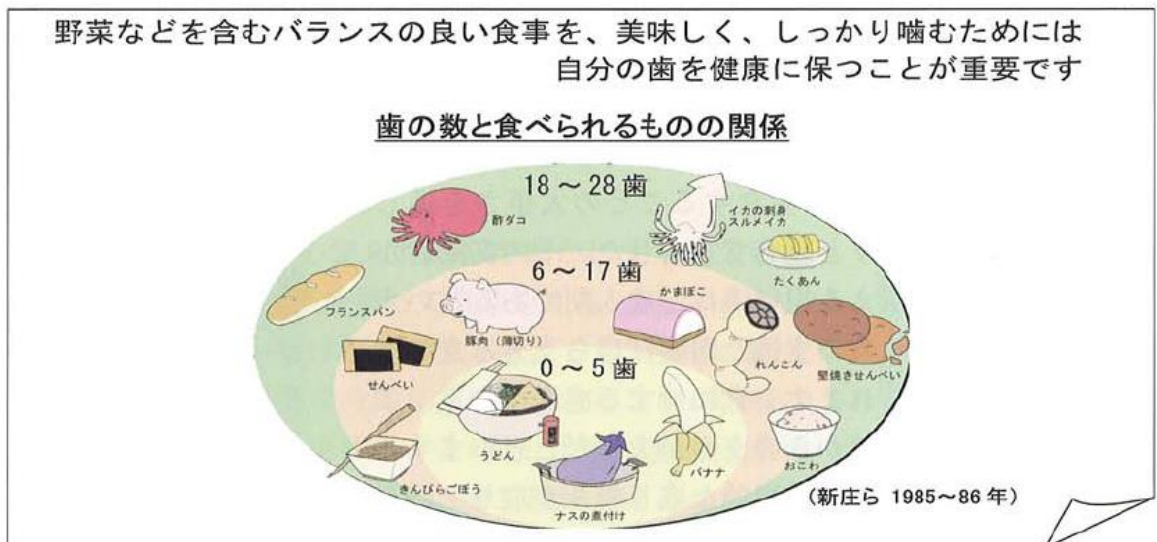 野菜などを含むバランスの良い食事を、美味しく、しっかり噛むためには
自分の歯を健康に保つことが重要です
歯の数と食べられるものの関係
18～28歯
酢ダコ
イカの刺身
スルメイカ
たくあん
フランスパン
6～17歯
豚肉（薄切り）
かまぼこ
せんべい
れんこん
堅焼きせんべい
0～5歯
うどん
バナナ
おこわ
きんぴらごぼう
ナスの煮付け
（新庄ら 1985～86年）